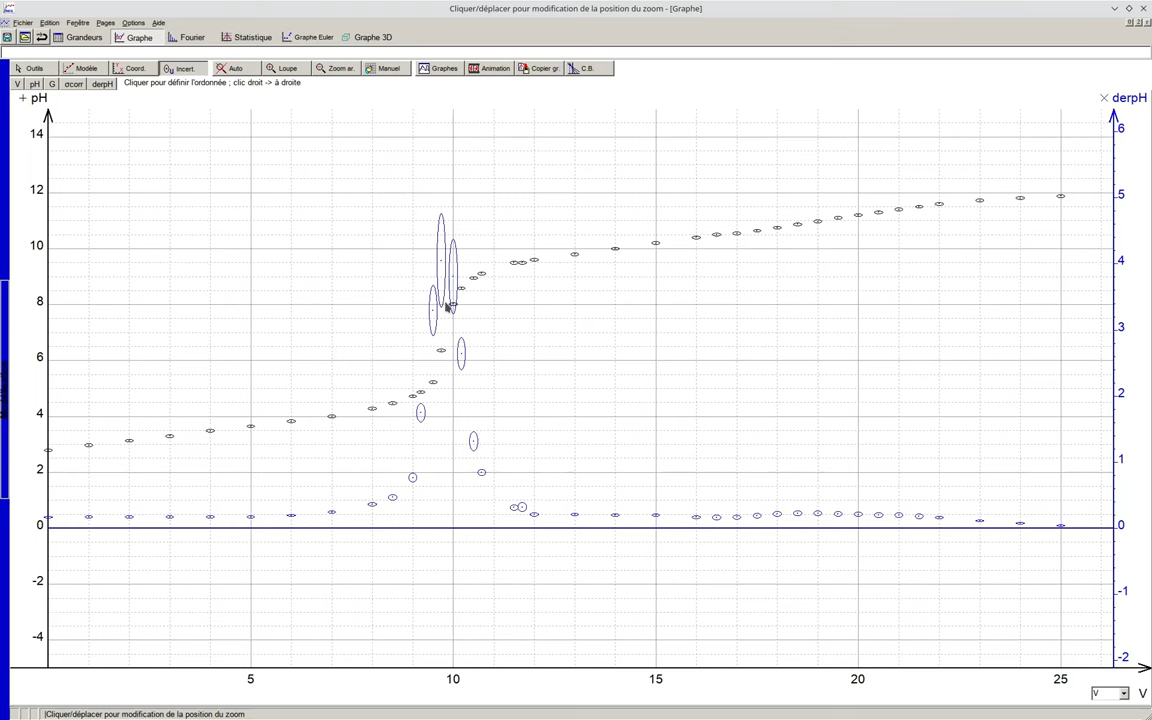 Cliquer/déplacer pour modification de la position du zoom - [Graphe]
Fichier Edition Fenêtre Pages Options Aide
Grandeurs Graphe Fourier Statistique Graphe Euler Graphe 3D
Outils Modèle Coord. Incert. Auto Loupe Zoom ar. Manuel Graphes Animation Copier gr. C.B.
V pH G σcorr derpH Cliquer pour définir l'ordonnée ; clic droit -> à droite
+ pH × derpH
14
12
10
8
6
4
2
0
-2
-4
6
5
4
3
2
1
0
-1
-2
5 10 15 20 25
V V
Cliquer/déplacer pour modification de la position du zoom